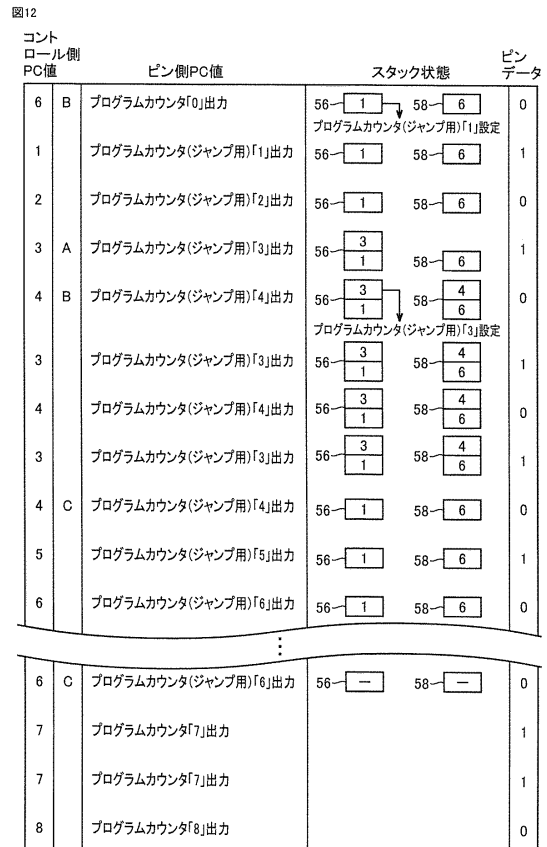 図12
コント
ロール側
PC値
ピン側PC値
スタック状態
ピン
データ
6 B プログラムカウンタ「0」出力 56 1 58 6 0
プログラムカウンタ(ジャンプ用)「1」設定
1 プログラムカウンタ(ジャンプ用)「1」出力 56 1 58 6 1
2 プログラムカウンタ(ジャンプ用)「2」出力 56 1 58 6 0
3 A プログラムカウンタ(ジャンプ用)「3」出力 56 3 1 58 6 1
4 B プログラムカウンタ(ジャンプ用)「4」出力 56 3 1 58 4 6 0
プログラムカウンタ(ジャンプ用)「3」設定
3 プログラムカウンタ(ジャンプ用)「3」出力 56 3 1 58 4 6 1
4 プログラムカウンタ(ジャンプ用)「4」出力 56 3 1 58 4 6 0
3 プログラムカウンタ(ジャンプ用)「3」出力 56 3 1 58 4 6 1
4 C プログラムカウンタ(ジャンプ用)「4」出力 56 1 58 6 0
5 プログラムカウンタ(ジャンプ用)「5」出力 56 1 58 6 1
6 プログラムカウンタ(ジャンプ用)「6」出力 56 1 58 6 0
⋮
6 C プログラムカウンタ(ジャンプ用)「6」出力 56 ー 58 ー 0
7 プログラムカウンタ「7」出力 1
7 プログラムカウンタ「7」出力 1
8 プログラムカウンタ「8」出力 0